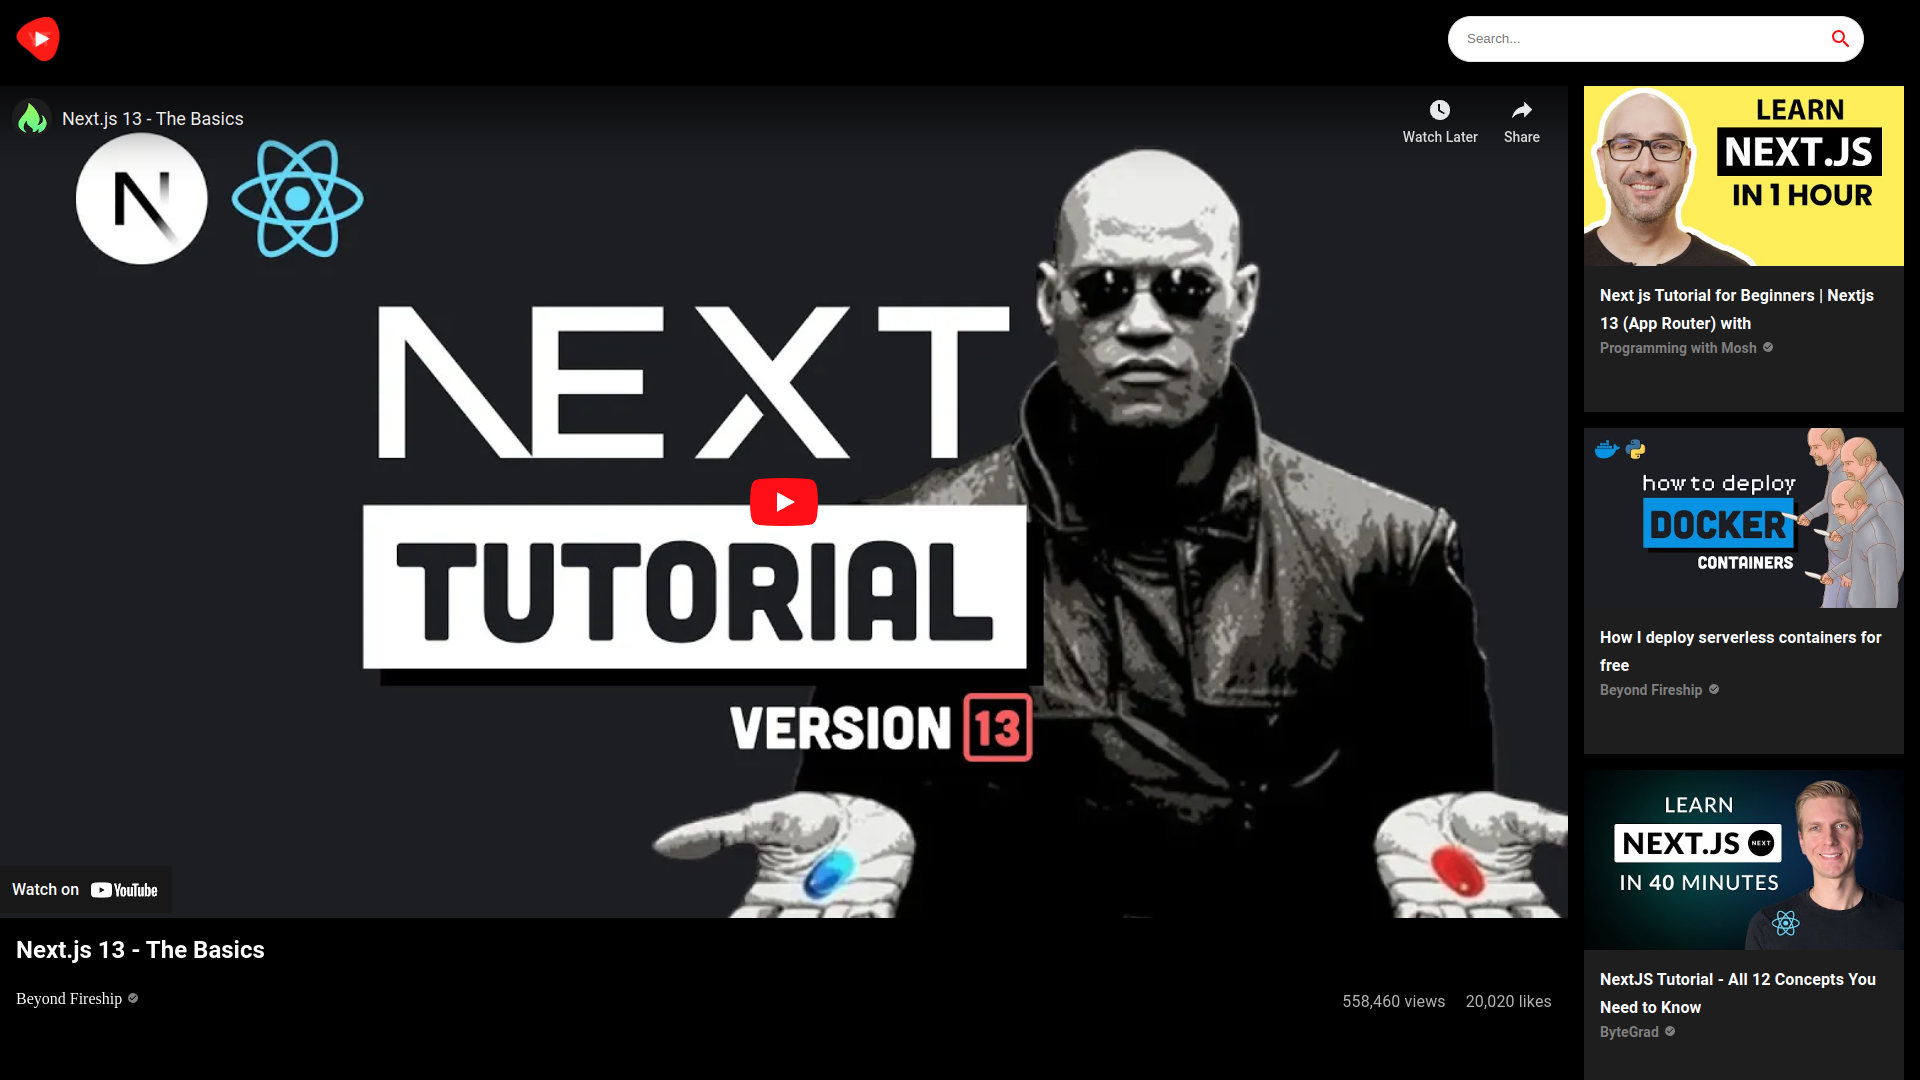 Search...
Next.js 13 - The Basics
Watch Later
Share
N
NEXT
TUTORIAL
VERSION 13
Watch on YouTube
Next.js 13 - The Basics
Beyond Fireship
558,460 views
20,020 likes
LEARN
NEXT.JS
IN 1 HOUR
Next js Tutorial for Beginners | Nextjs
13 (App Router) with
Programming with Mosh
how to deploy
DOCKER
CONTAINERS
How I deploy serverless containers for
free
Beyond Fireship
LEARN
NEXT.JS NEXT
IN 40 MINUTES
NextJS Tutorial - All 12 Concepts You
Need to Know
ByteGrad